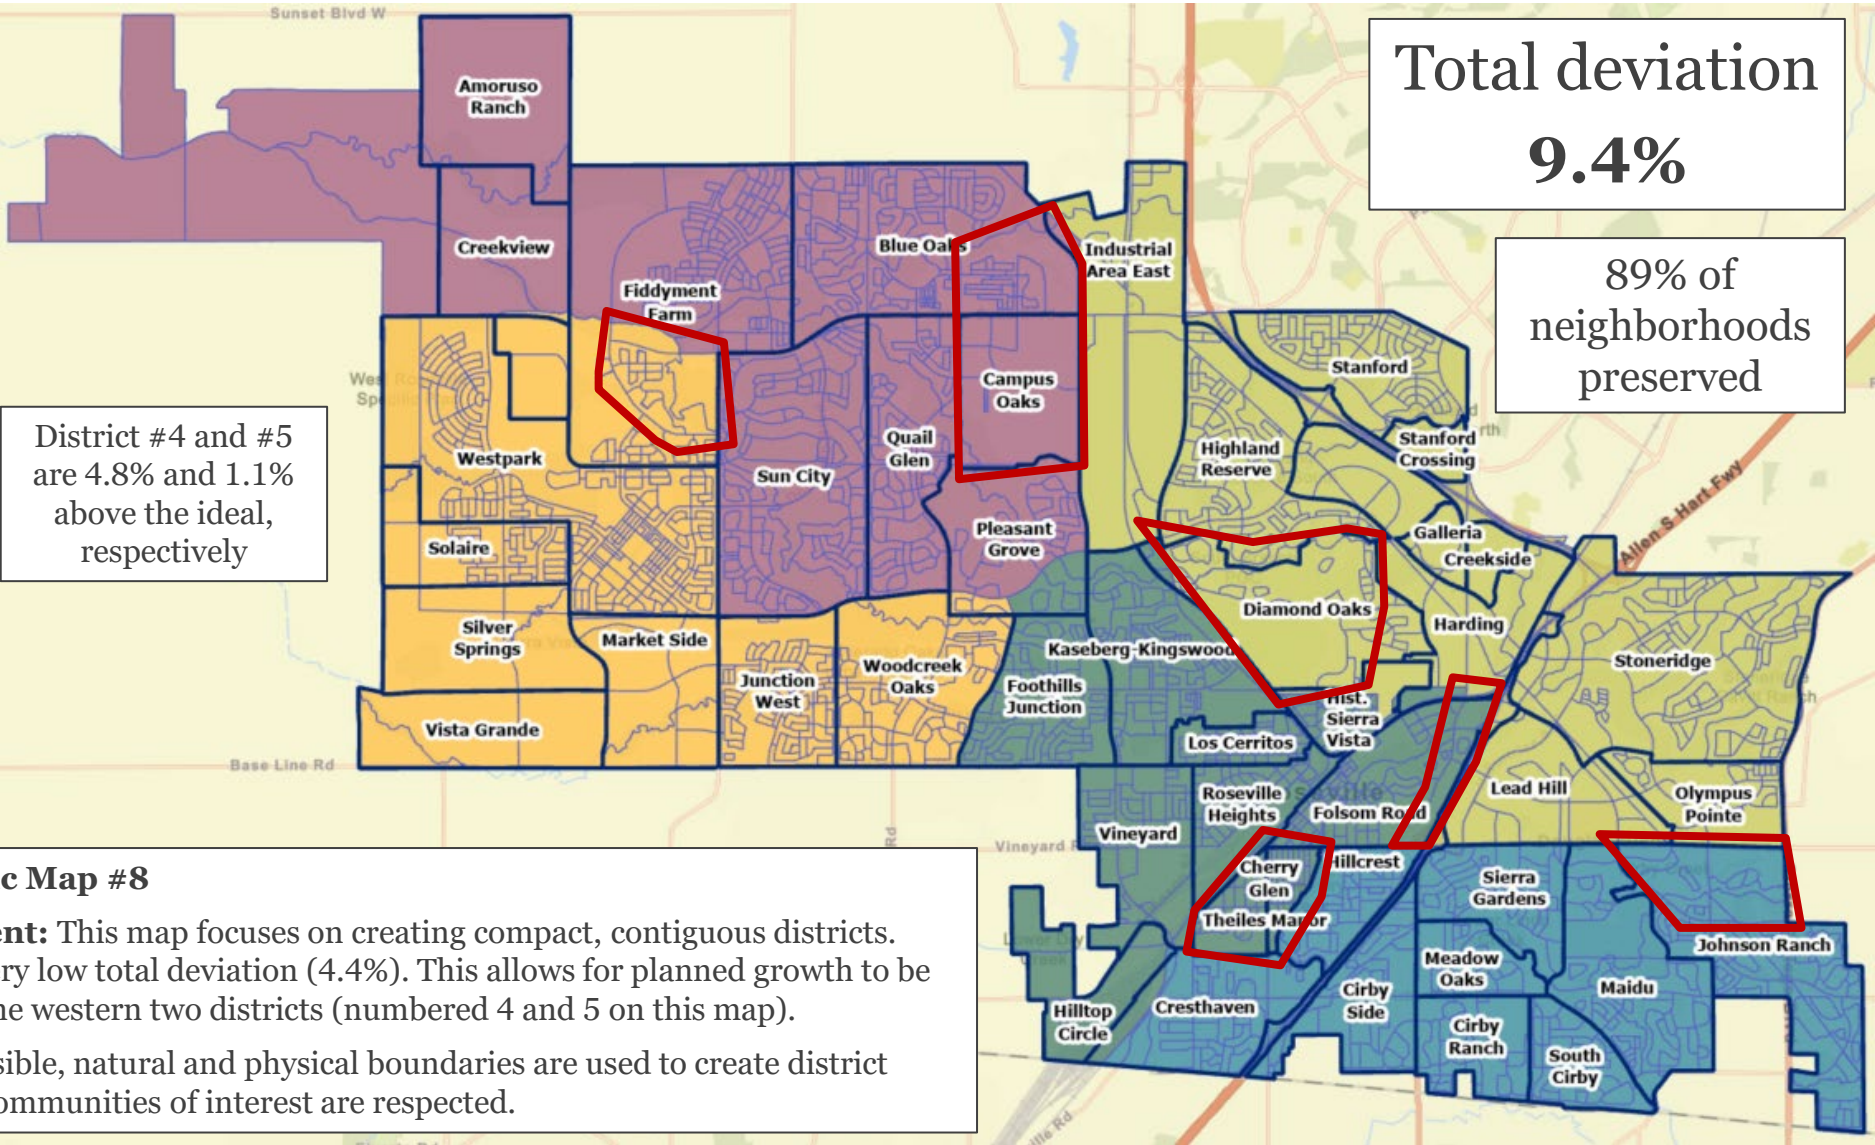 Sunset Blvd W
Total deviation
9.4%
89% of
neighborhoods
preserved
District #4 and #5
are 4.8% and 1.1%
above the ideal,
respectively
Amoruso
Ranch
Creekview
Fiddyment
Farm
Blue Oaks
Industrial
Area East
Campus
Oaks
Stanford
Stanford
Crossing
Highland
Reserve
Quail
Glen
Westpark
Sun City
Pleasant
Grove
Galleria
Creekside
Allen S Hart Fwy
Solaire
Diamond Oaks
Harding
Silver
Springs
Market Side
Kaseberg-Kingswood
Stoneridge
Woodcreek
Oaks
Junction
West
Foothills
Junction
Hist.
Sierra
Vista
Vista Grande
Los Cerritos
Base Line Rd
Lead Hill
Olympus
Pointe
Roseville
Heights
Folsom Road
Vineyard
Vineyard R
Rd
Cherry
Glen
Hillcrest
Theiles Manor
Sierra
Gardens
Johnson Ranch
Meadow
Oaks
Maidu
Hilltop
Circle
Cresthaven
Cirby
Side
Cirby
Ranch
South
Cirby
ville Rd
c Map #8
ent: This map focuses on creating compact, contiguous districts.
ry low total deviation (4.4%). This allows for planned growth to be
he western two districts (numbered 4 and 5 on this map).
sible, natural and physical boundaries are used to create district
ommunities of interest are respected.